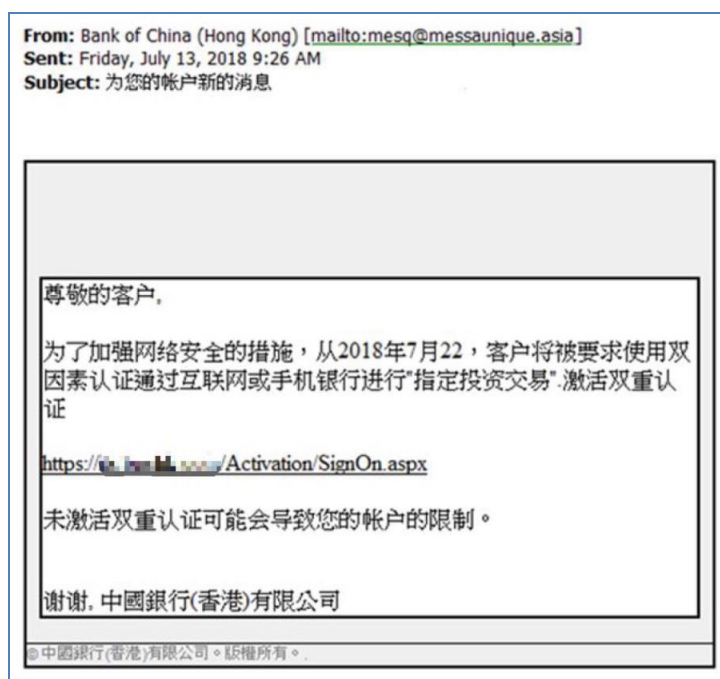 From: Bank of China (Hong Kong) [mailto:mesq@messaunique.asia]
Sent: Friday, July 13, 2018 9:26 AM
Subject: 为您的帐户新的消息
尊敬的客户,
为了加强网络安全的措施，从2018年7月22，客户将被要求使用双
因素认证通过互联网或手机银行进行"指定投资交易".激活双重认
证
https:///Activation/SignOn.aspx
未激活双重认证可能会导致您的帐户的限制。
谢谢, 中國銀行(香港)有限公司
©中國銀行(香港)有限公司。版權所有。.